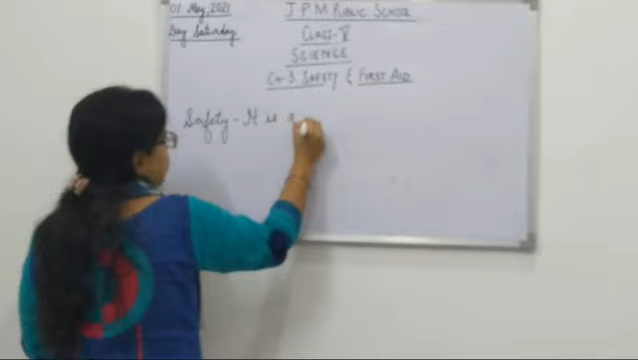 01 May, 2021
Day Saturday
J P M PUBLIC SCHOOL
CLASS-V
SCIENCE
CH-3 SAFETY & FIRST AID
Safety - It is a